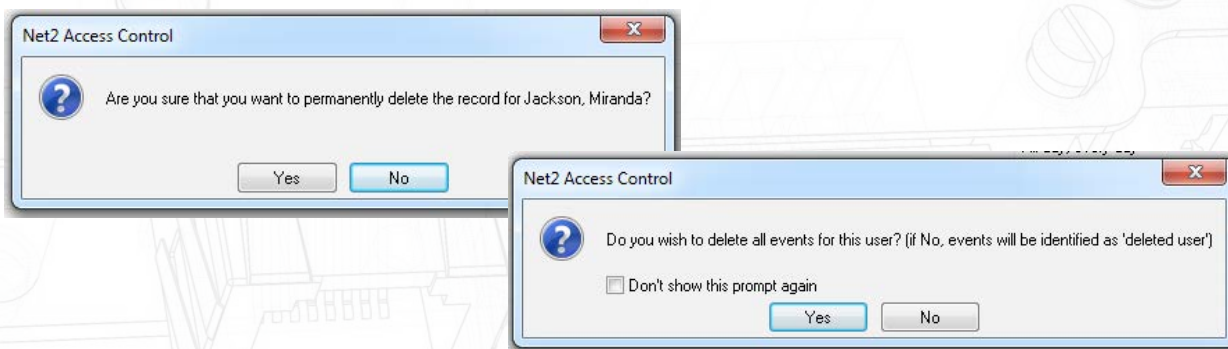 Net2 Access Control
Are you sure that you want to permanently delete the record for Jackson, Miranda?
Yes
No
Net2 Access Control
Do you wish to delete all events for this user? (if No, events will be identified as 'deleted user')
Don't show this prompt again
Yes
No